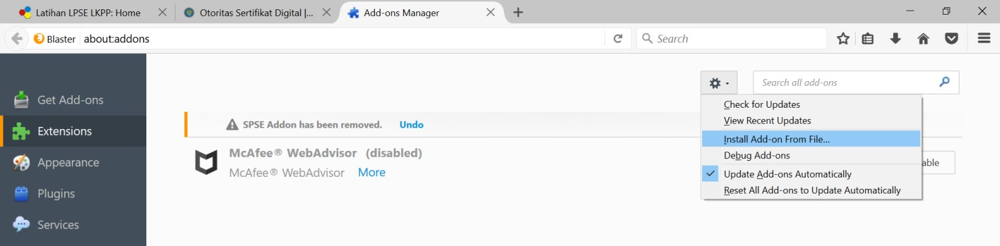 Latihan LPSE LKPP: Home
Otoritas Sertifikat Digital |...
Add-ons Manager
Blaster about:addons
Search
Search all add-ons
Get Add-ons
Extensions
Appearance
Plugins
Services
SPSE Addon has been removed. Undo
McAfee® WebAdvisor (disabled)
McAfee® WebAdvisor More
Check for Updates
View Recent Updates
Install Add-on From File...
Debug Add-ons
Update Add-ons Automatically
Reset All Add-ons to Update Automatically
able